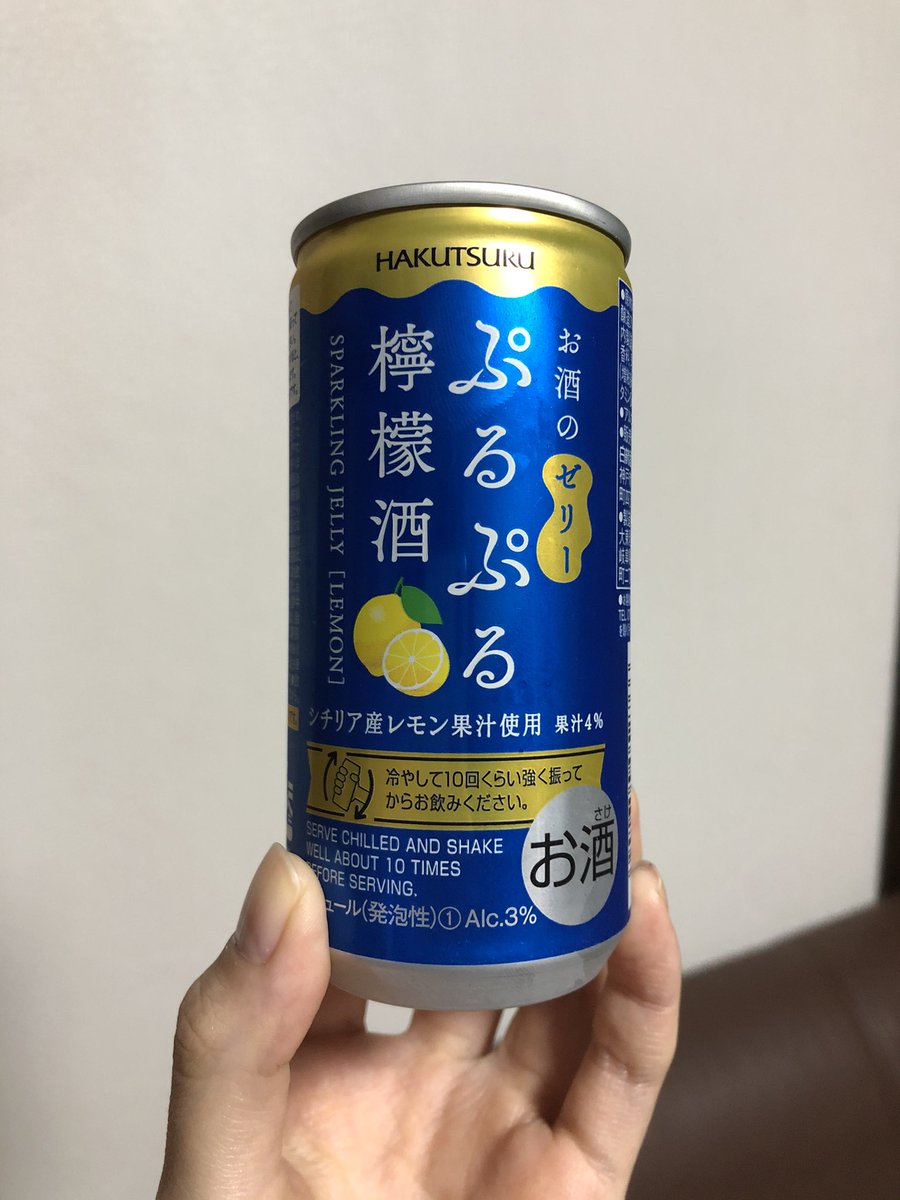 HAKUTSURU
お酒の
ゼリー
ぷるぷる
檸檬酒
SPARKLING JELLY [LEMON]
シチリア産レモン果汁使用 果汁4%
冷やして10回くらい強く振って
からお飲みください。
SERVE CHILLED AND SHAKE
WELL ABOUT 10 TIMES
BEFORE SERVING.
さけ
お酒
ュール(発泡性)① Alc.3%